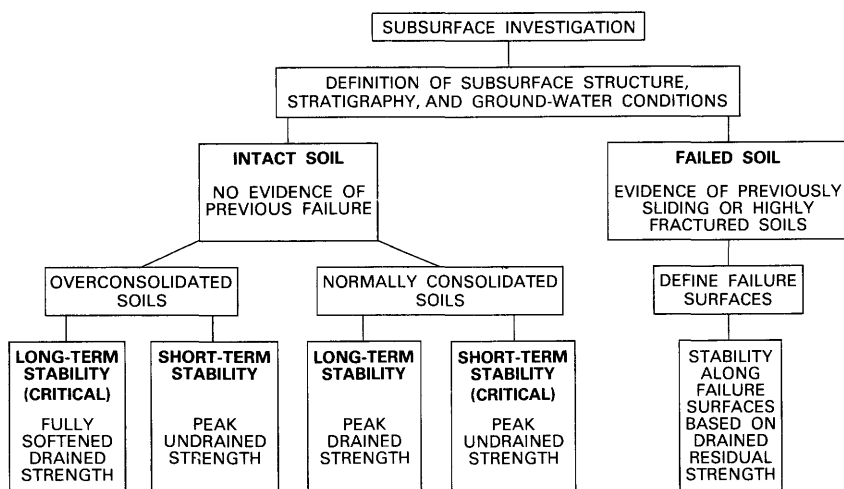 SUBSURFACE INVESTIGATION
DEFINITION OF SUBSURFACE STRUCTURE,
STRATIGRAPHY, AND GROUND-WATER CONDITIONS
INTACT SOIL
NO EVIDENCE OF
PREVIOUS FAILURE
FAILED SOIL
EVIDENCE OF PREVIOUSLY
SLIDING OR HIGHLY
FRACTURED SOILS
OVERCONSOLIDATED
SOILS
NORMALLY CONSOLIDATED
SOILS
DEFINE FAILURE
SURFACES
LONG-TERM
STABILITY
(CRITICAL)
FULLY
SOFTENED
DRAINED
STRENGTH
SHORT-TERM
STABILITY
PEAK
UNDRAINED
STRENGTH
LONG-TERM
STABILITY
PEAK
DRAINED
STRENGTH
SHORT-TERM
STABILITY
(CRITICAL)
PEAK
UNDRAINED
STRENGTH
STABILITY
ALONG
FAILURE
SURFACES
BASED ON
DRAINED
RESIDUAL
STRENGTH